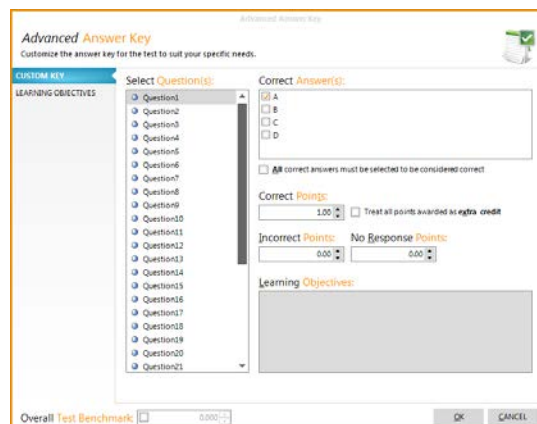 Advanced Answer Key
Advanced Answer Key
Customize the answer key for the test to suit your specific needs.
CUSTOM KEY
LEARNING OBJECTIVES
Select Question(s):
Question1
Question2
Question3
Question4
Question5
Question6
Question7
Question8
Question9
Question10
Question11
Question12
Question13
Question14
Question15
Question16
Question17
Question18
Question19
Question20
Question21
Correct Answer(s):
A
B
C
D
All correct answers must be selected to be considered correct
Correct Points:
1.00
Treat all points awarded as extra credit
Incorrect Points: No Response Points:
0.00 0.00
Learning Objectives:
Overall Test Benchmark: 0.000
OK CANCEL